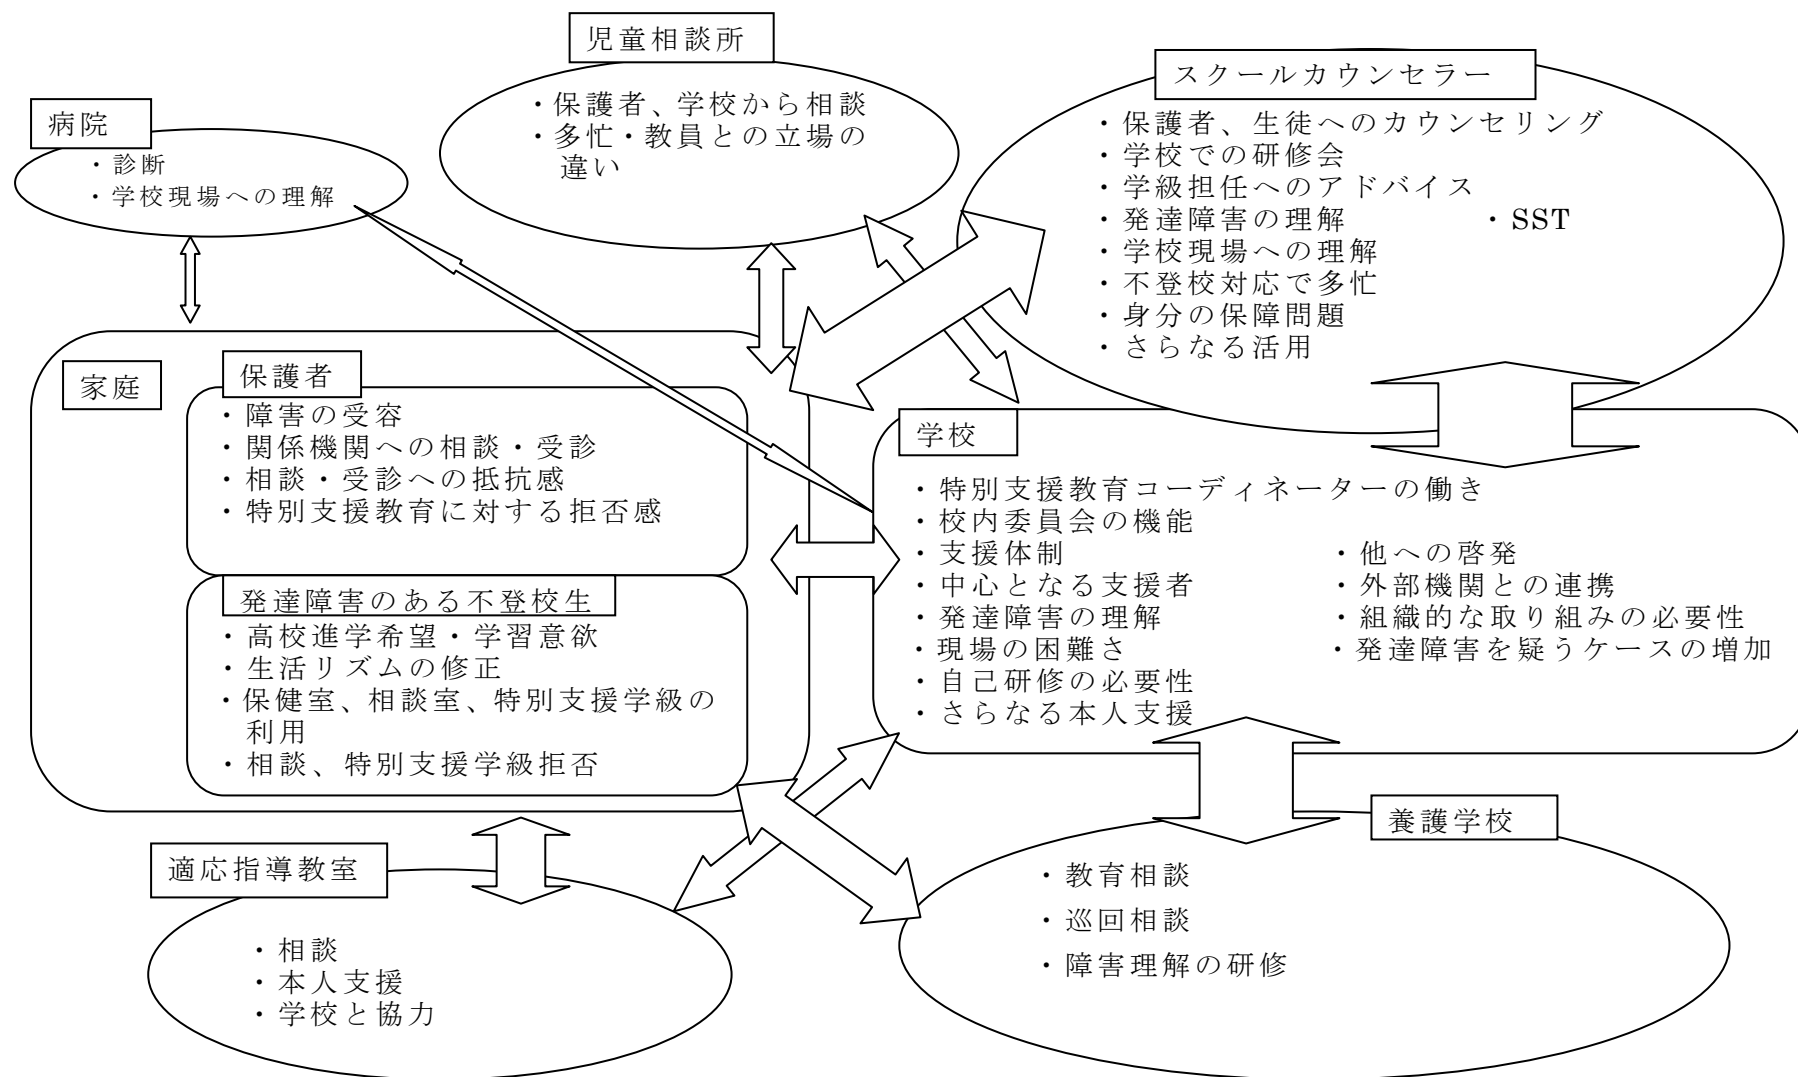 児童相談所
・保護者、学校から相談
・多忙・教員との立場の
違い
スクールカウンセラー
・保護者、生徒へのカウンセリング
・学校での研修会
・学級担任へのアドバイス
・発達障害の理解 ・SST
・学校現場への理解
・不登校対応で多忙
・身分の保障問題
・さらなる活用
病院
・診断
・学校現場への理解
家庭
保護者
・障害の受容
・関係機関への相談・受診
・相談・受診への抵抗感
・特別支援教育に対する拒否感
発達障害のある不登校生
・高校進学希望・学習意欲
・生活リズムの修正
・保健室、相談室、特別支援学級の
利用
・相談、特別支援学級拒否
学校
・特別支援教育コーディネーターの働き
・校内委員会の機能
・支援体制 ・他への啓発
・中心となる支援者 ・外部機関との連携
・発達障害の理解 ・組織的な取り組みの必要性
・現場の困難さ ・発達障害を疑うケースの増加
・自己研修の必要性
・さらなる本人支援
適応指導教室
・相談
・本人支援
・学校と協力
養護学校
・教育相談
・巡回相談
・障害理解の研修